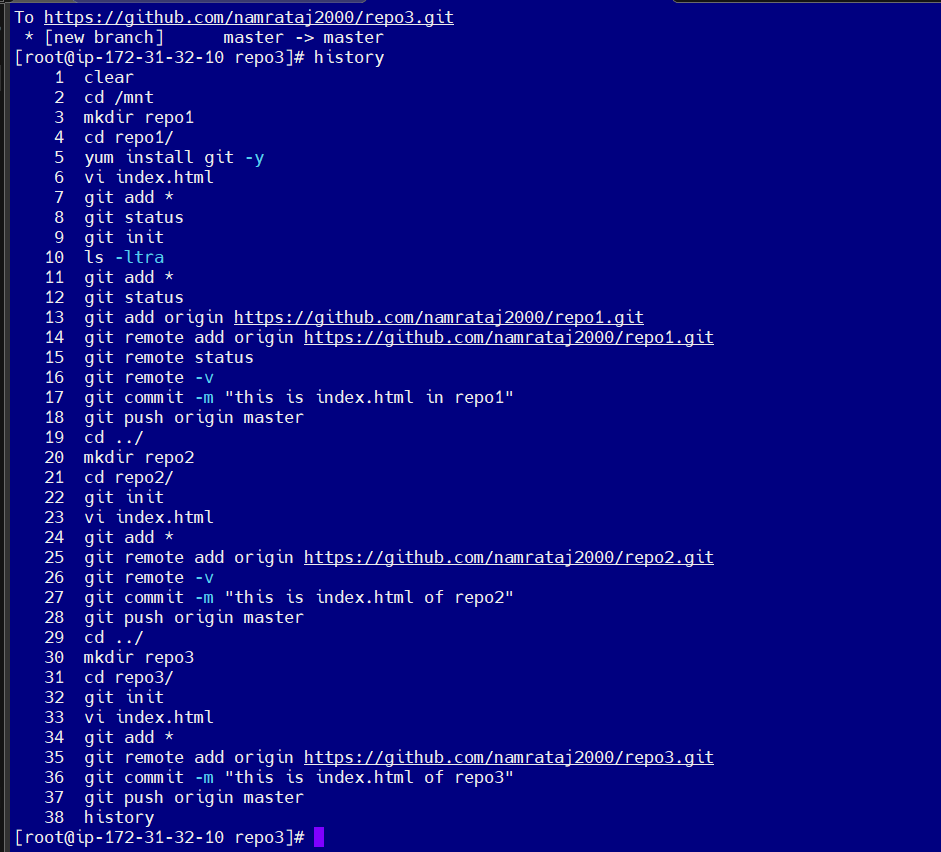 To https://github.com/namrataj2000/repo3.git
 * [new branch]      master -> master
[root@ip-172-31-32-10 repo3]# history
    1  clear
    2  cd /mnt
    3  mkdir repo1
    4  cd repo1/
    5  yum install git -y
    6  vi index.html
    7  git add *
    8  git status
    9  git init
   10  ls -ltra
   11  git add *
   12  git status
   13  git add origin https://github.com/namrataj2000/repo1.git
   14  git remote add origin https://github.com/namrataj2000/repo1.git
   15  git remote status
   16  git remote -v
   17  git commit -m "this is index.html in repo1"
   18  git push origin master
   19  cd ../
   20  mkdir repo2
   21  cd repo2/
   22  git init
   23  vi index.html
   24  git add *
   25  git remote add origin https://github.com/namrataj2000/repo2.git
   26  git remote -v
   27  git commit -m "this is index.html of repo2"
   28  git push origin master
   29  cd ../
   30  mkdir repo3
   31  cd repo3/
   32  git init
   33  vi index.html
   34  git add *
   35  git remote add origin https://github.com/namrataj2000/repo3.git
   36  git commit -m "this is index.html of repo3"
   37  git push origin master
   38  history
[root@ip-172-31-32-10 repo3]#